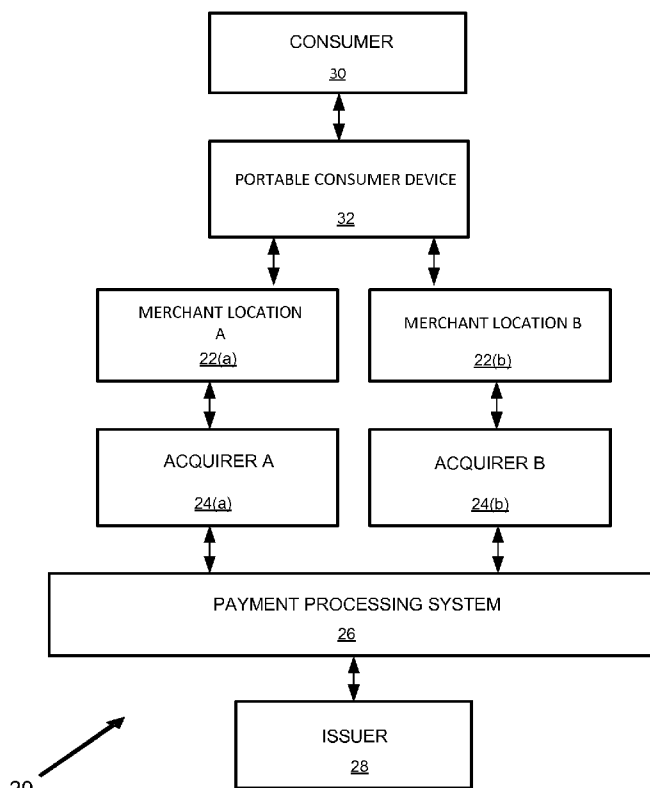 CONSUMER
30
PORTABLE CONSUMER DEVICE
32
MERCHANT LOCATION
A
22(a)
MERCHANT LOCATION B
22(b)
ACQUIRER A
24(a)
ACQUIRER B
24(b)
PAYMENT PROCESSING SYSTEM
26
ISSUER
28